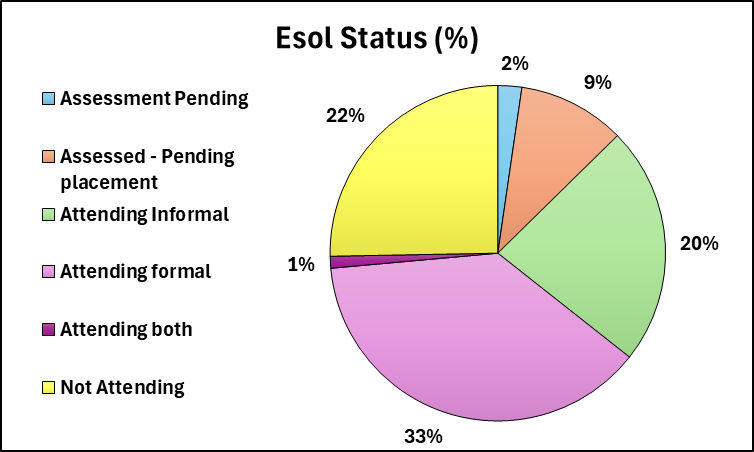 Esol Status (%)
Assessment Pending
Assessed - Pending
placement
Attending Informal
Attending formal
Attending both
Not Attending
2%
9%
20%
33%
1%
22%